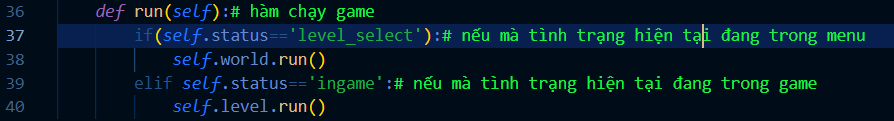 36 def run(self):# hàm chạy game
37 if(self.status=='level_select'):# nếu mà tình trạng hiện tại đang trong menu
38 self.world.run()
39 elif self.status=='ingame':# nếu mà tình trạng hiện tại đang trong game
40 self.level.run()